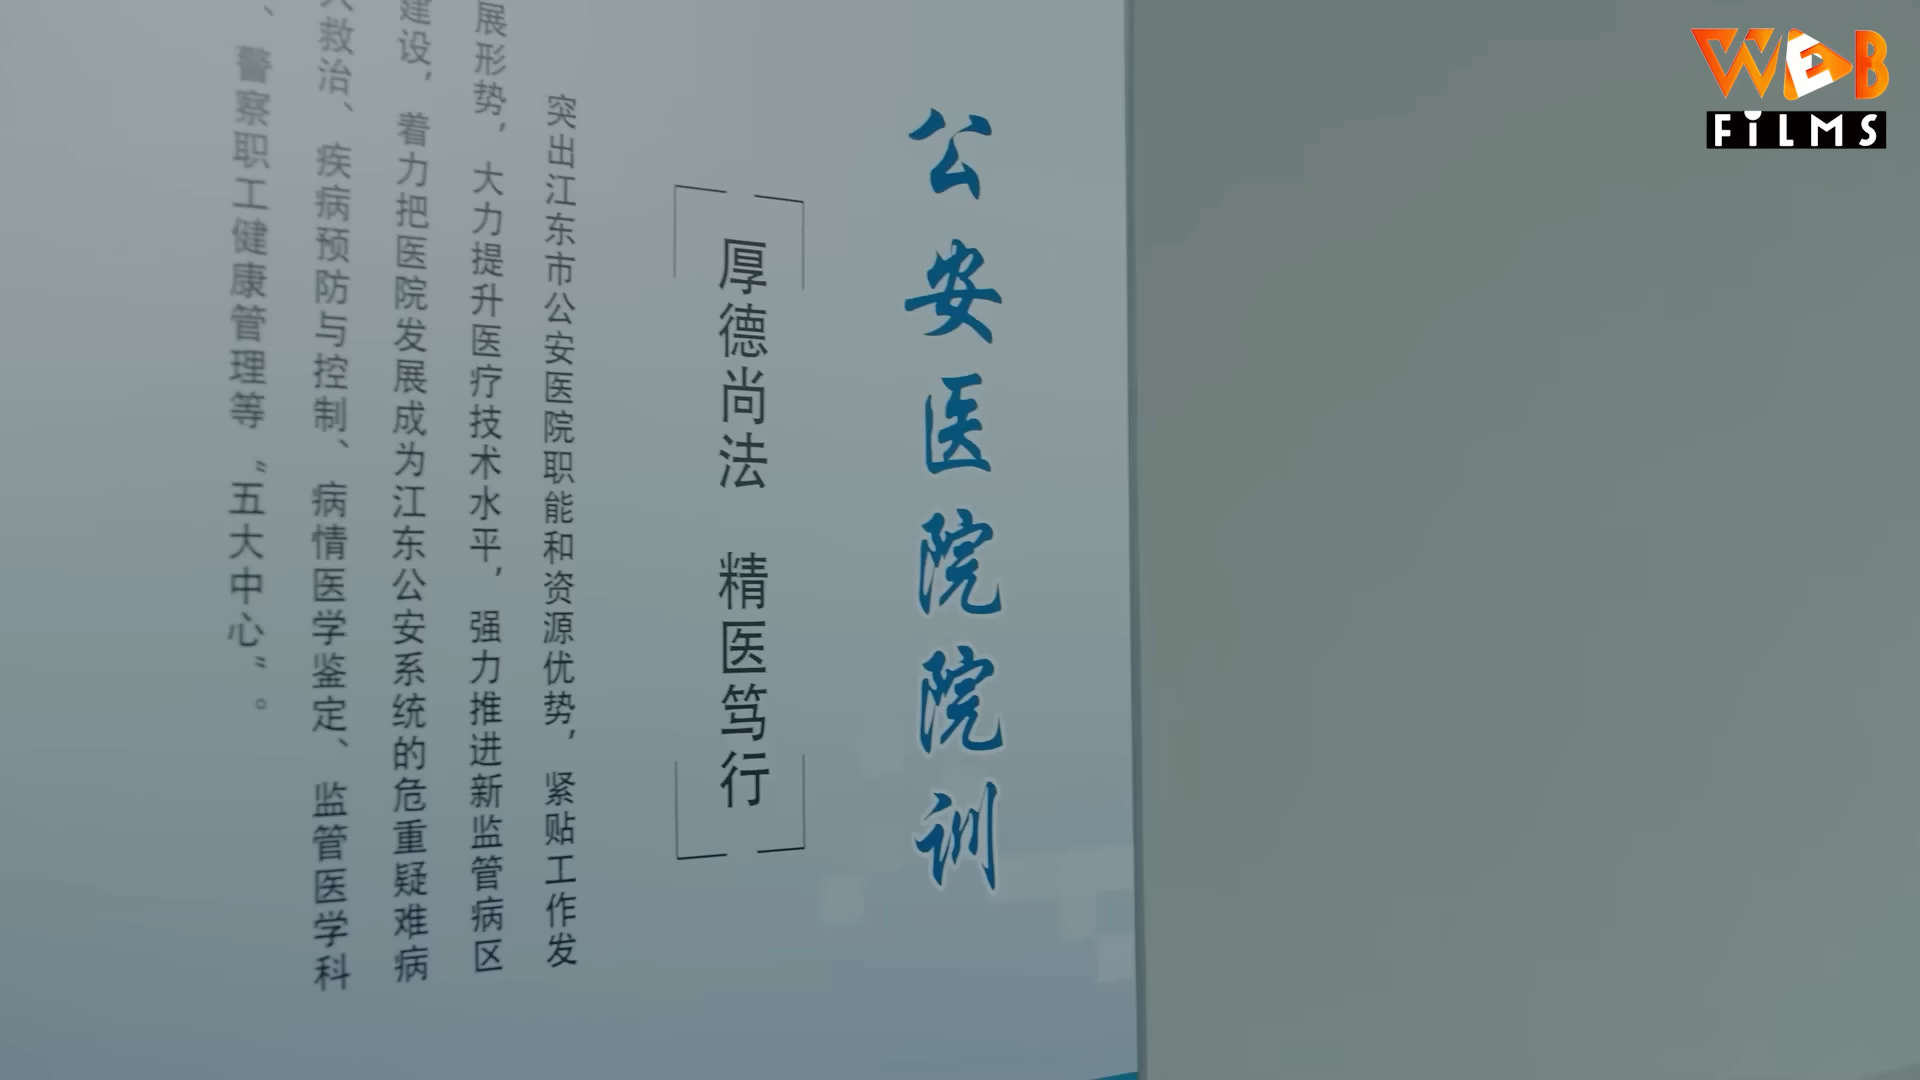 公安医院院训
厚德尚法 精医笃行
突出江东市公安医院职能和资源优势，紧贴工作发
展形势，大力提升医疗技术水平，强力推进新监管病区
建设，着力把医院发展成为江东公安系统的危重疑难病
人救治、疾病预防与控制、病情医学鉴定、监管医学科
、警察职工健康管理等“五大中心”。
WEB
FiLMS